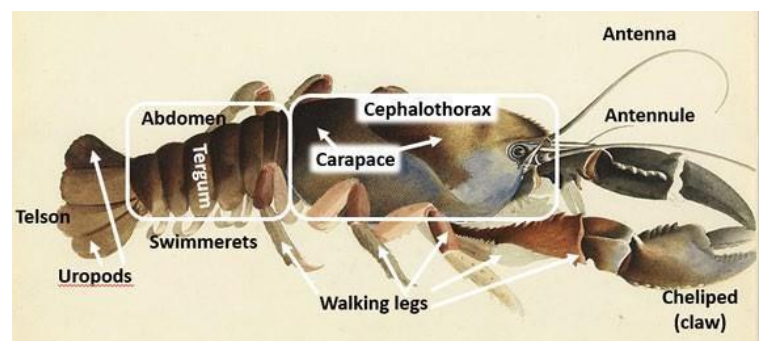 Antenna
Cephalothorax
Abdomen
Antennule
Carapace
Tergum
Telson
Swimmerets
Uropods
Walking legs
Cheliped
(claw)